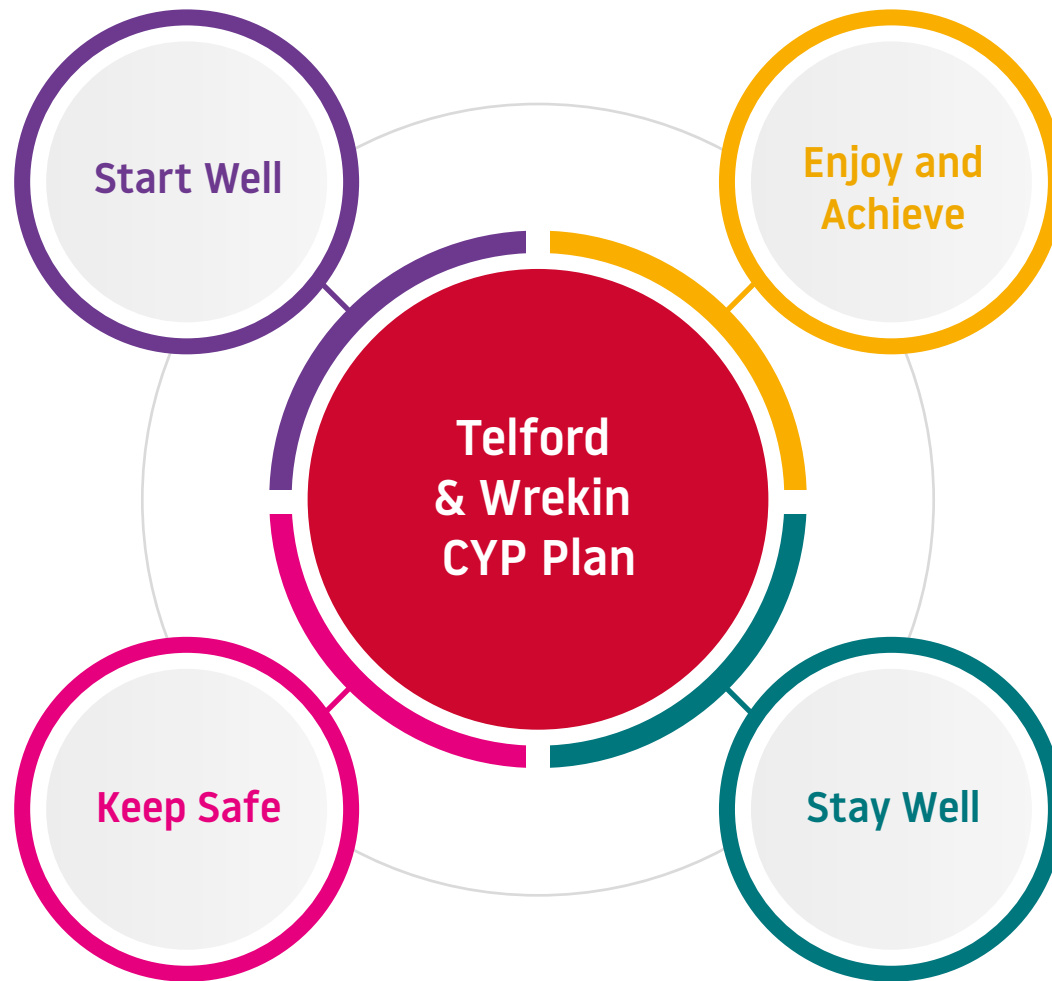 Start Well
Enjoy and
Achieve
Telford
& Wrekin
CYP Plan
Keep Safe
Stay Well